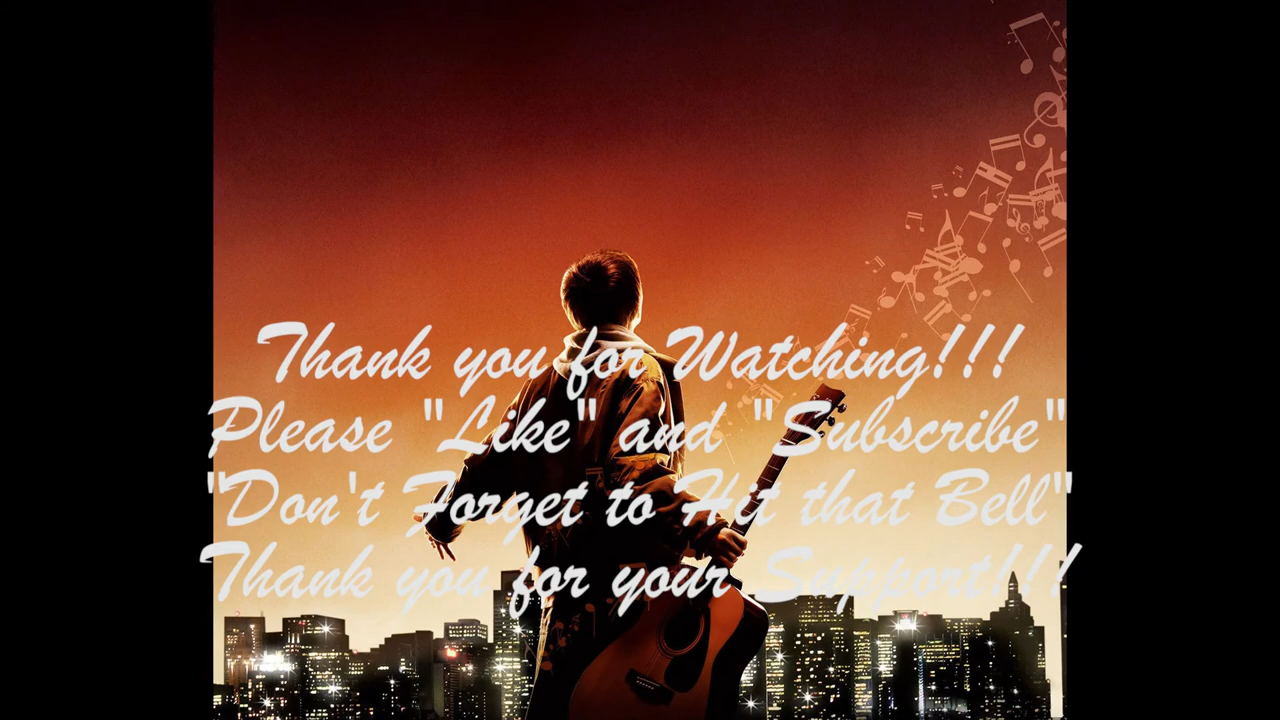 Thank you for Watching!!!
Please "Like" and "Subscribe"
"Don't Forget to Hit that Bell"
Thank you for your Support!!!